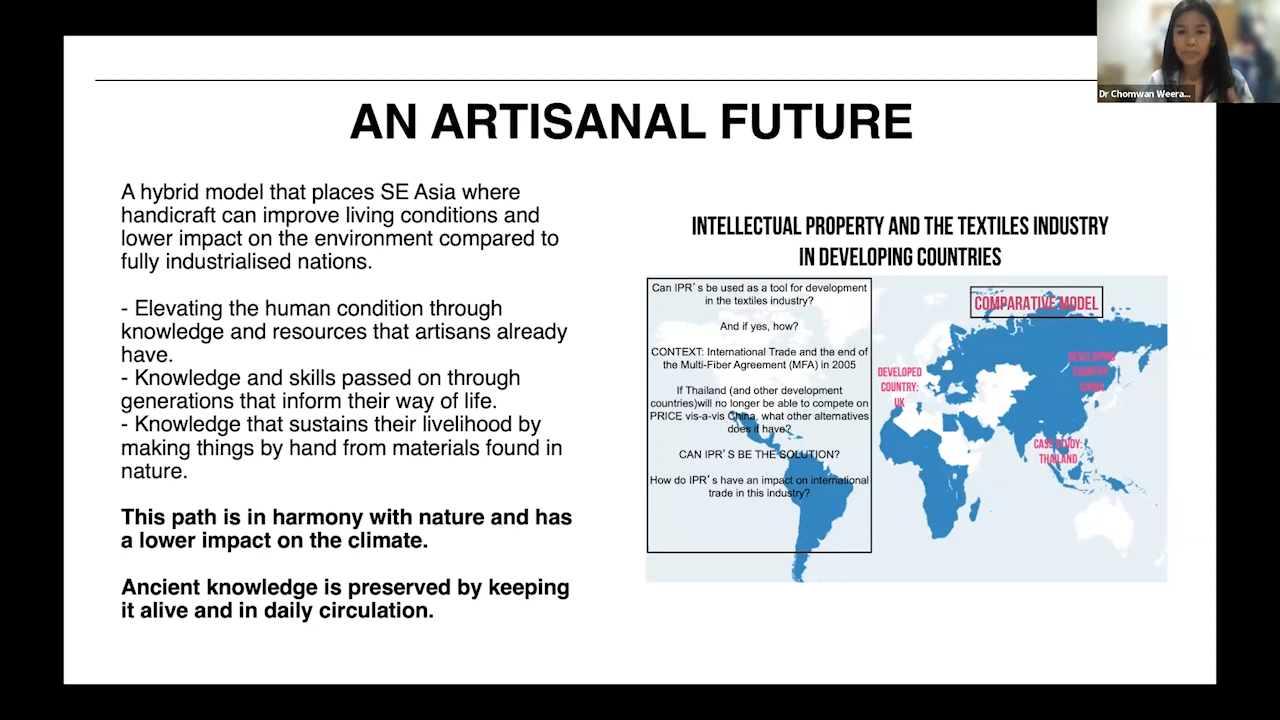 Dr Chomwan Weera...
AN ARTISANAL FUTURE
A hybrid model that places SE Asia where
handicraft can improve living conditions and
lower impact on the environment compared to
fully industrialised nations.
- Elevating the human condition through
knowledge and resources that artisans already
have.
- Knowledge and skills passed on through
generations that inform their way of life.
- Knowledge that sustains their livelihood by
making things by hand from materials found in
nature.
This path is in harmony with nature and has
a lower impact on the climate.
Ancient knowledge is preserved by keeping
it alive and in daily circulation.
INTELLECTUAL PROPERTY AND THE TEXTILES INDUSTRY
IN DEVELOPING COUNTRIES
Can IPR's be used as a tool for development
in the textiles industry?
And if yes, how?
CONTEXT: International Trade and the end of
the Multi-Fiber Agreement (MFA) in 2005
If Thailand (and other development
countries)will no longer be able to compete on
PRICE vis-a-vis China, what other alternatives
does it have?
CAN IPR'S BE THE SOLUTION?
How do IPR's have an impact on international
trade in this industry?
COMPARATIVE MODEL
DEVELOPED
COUNTRY:
UK
DEVELOPING
COUNTRY:
CHINA
CASE STUDY:
THAILAND